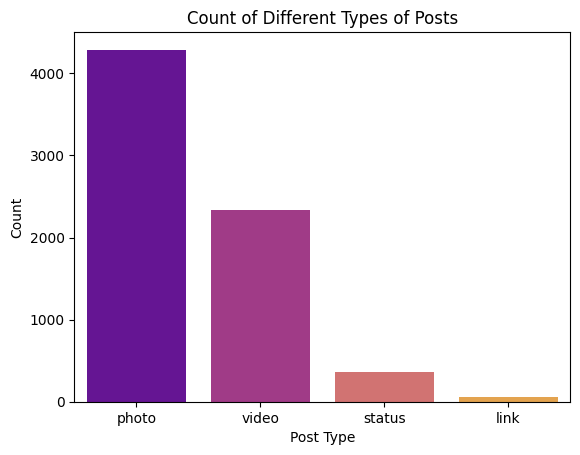 Count of Different Types of Posts
Count
4000
3000
2000
1000
0
photo video status link
Post Type